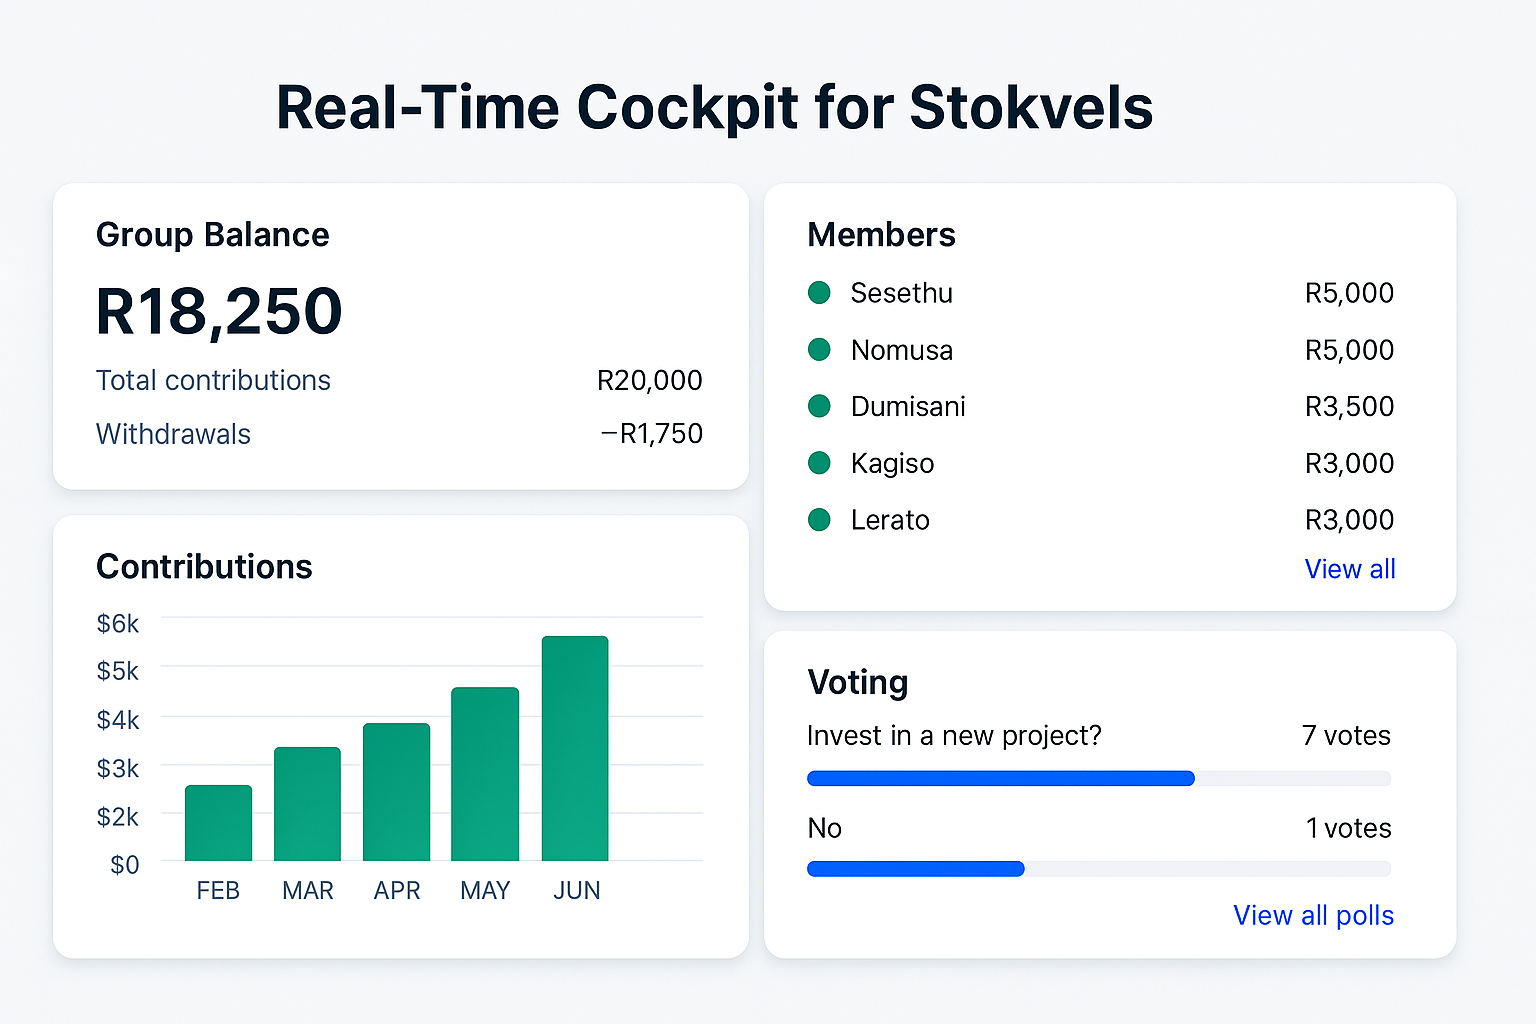 Real-Time Cockpit for Stokvels
Group Balance
R18,250
Total contributions R20,000
Withdrawals −R1,750
Contributions
$6k
$5k
$4k
$3k
$2k
$0
FEB MAR APR MAY JUN
Members
Sesethu R5,000
Nomusa R5,000
Dumisani R3,500
Kagiso R3,000
Lerato R3,000
View all
Voting
Invest in a new project? 7 votes
No 1 votes
View all polls